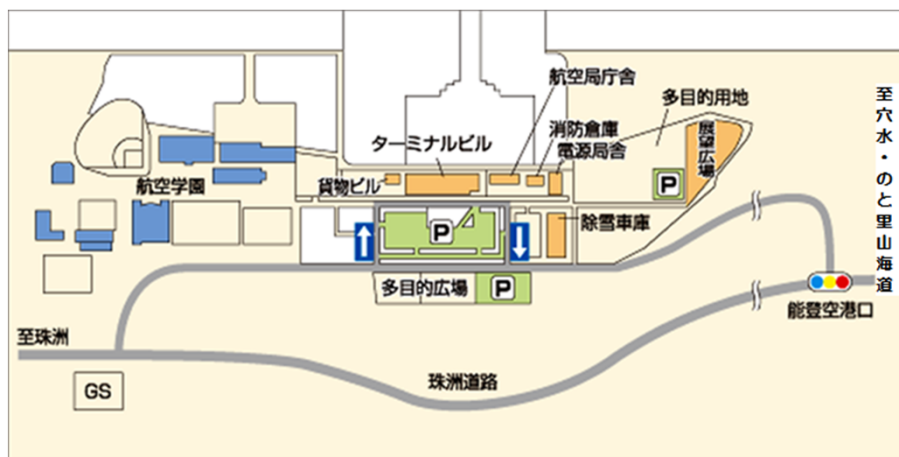 航空局庁舎
多目的用地
消防倉庫
ターミナルビル
電源局舎
展望広場
至穴水・のと里山海道
貨物ビル
航空学園
P
P
除雪車庫
多目的広場
P
能登空港口
至珠洲
珠洲道路
GS